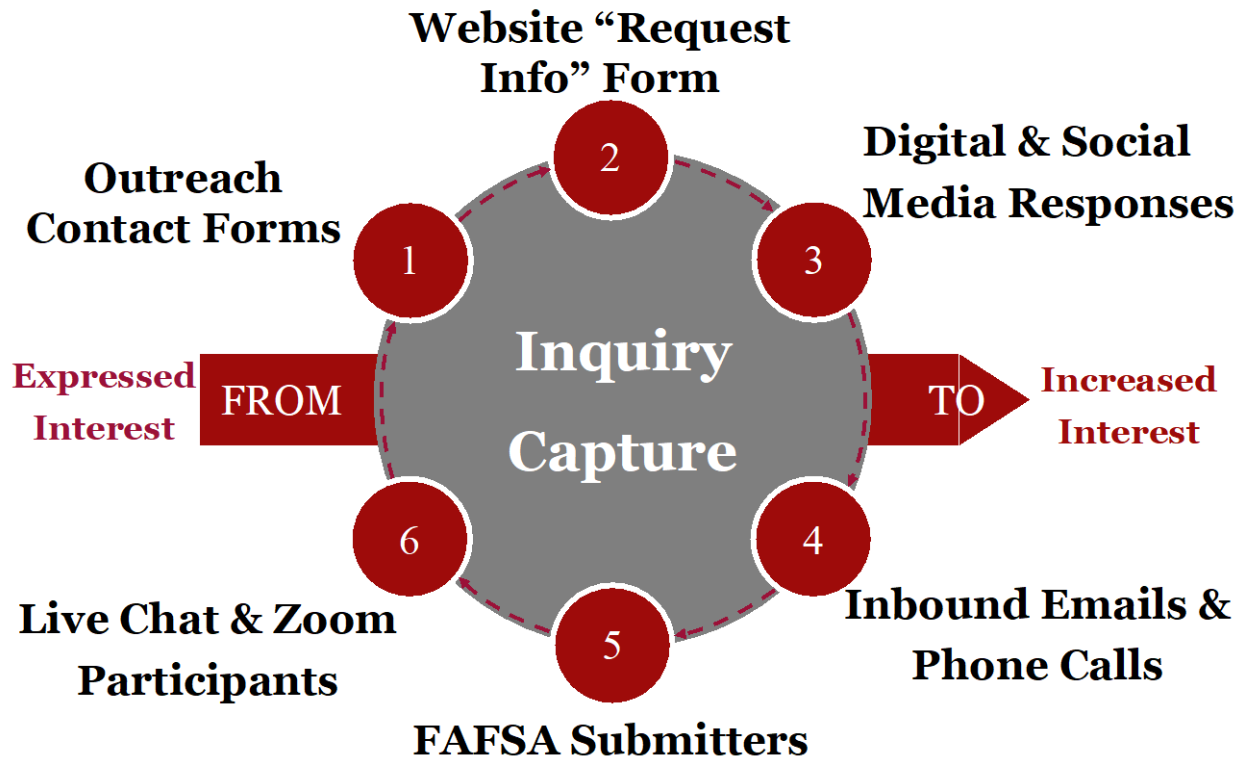 Website “Request
Info” Form
2
Digital & Social
Media Responses
3
Outreach
Contact Forms
1
Inquiry
Capture
Expressed
Interest
FROM
TO
Increased
Interest
6
Live Chat & Zoom
Participants
4
Inbound Emails &
Phone Calls
5
FAFSA Submitters